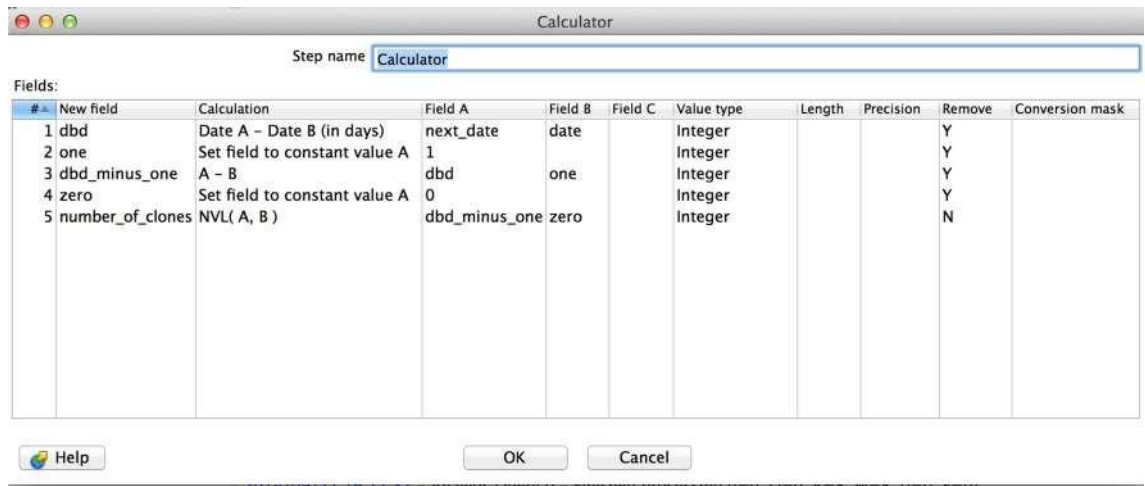 Calculator
Step name Calculator
Fields:
# New field Calculation Field A Field B Field C Value type Length Precision Remove Conversion mask
1 dbd Date A - Date B (in days) next_date date Integer Y
2 one Set field to constant value A 1 Integer Y
3 dbd_minus_one A - B dbd one Integer Y
4 zero Set field to constant value A 0 Integer Y
5 number_of_clones NVL( A, B ) dbd_minus_one zero Integer N
Help OK Cancel